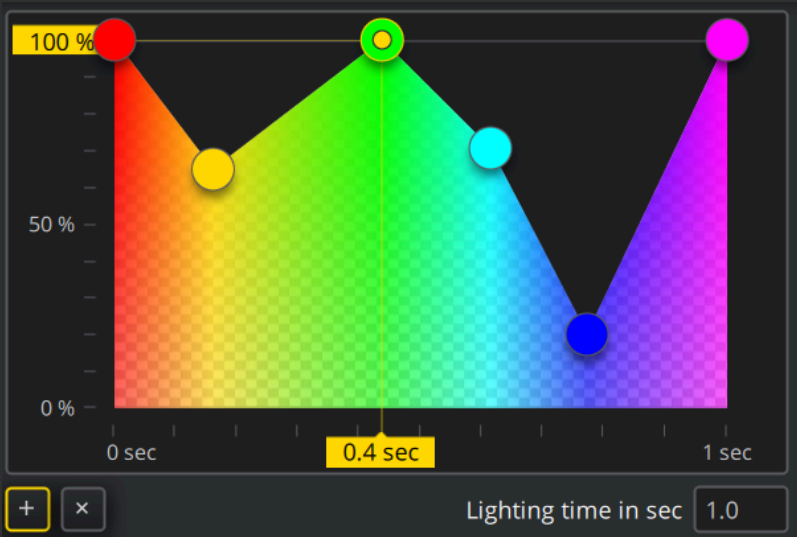 100 %
50 %
0 %
0 sec
0.4 sec
1 sec
+ ×
Lighting time in sec 1.0